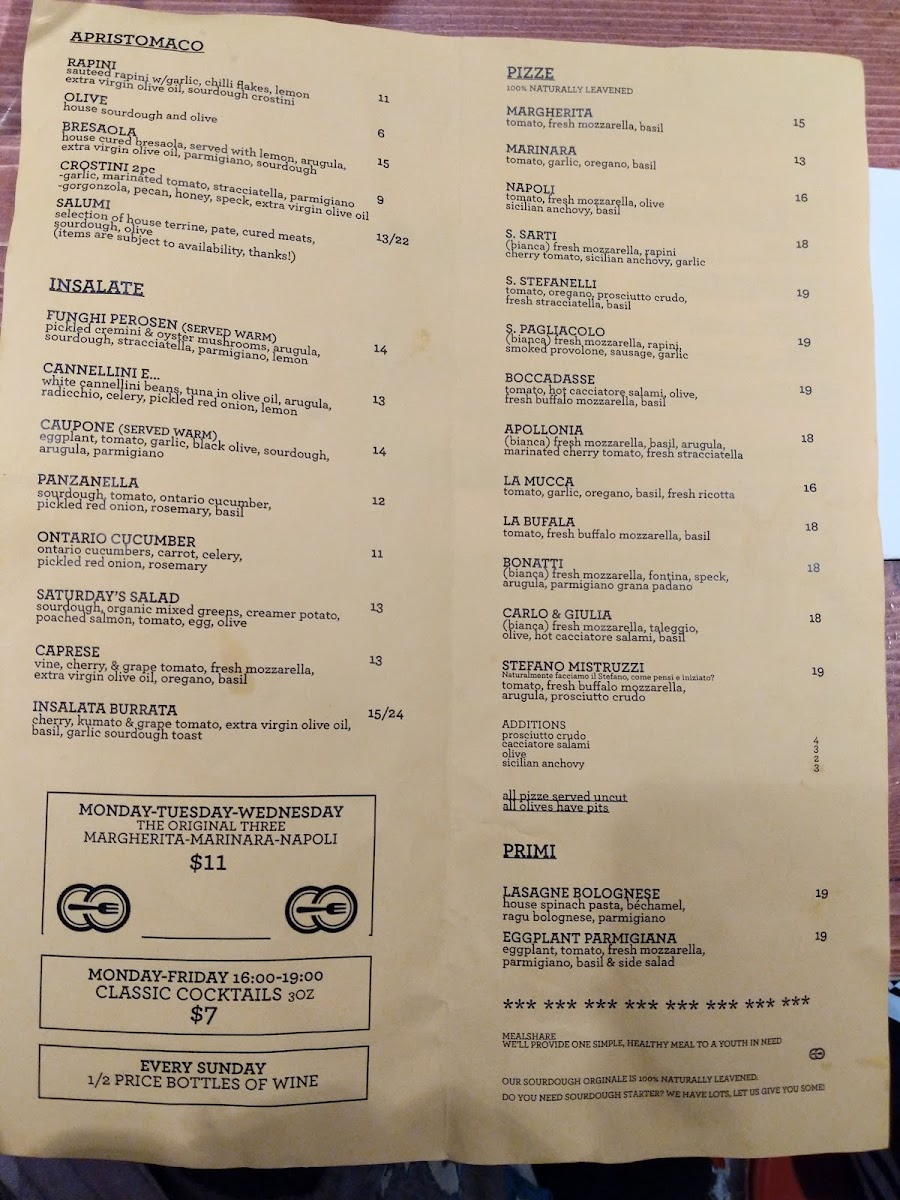 APRISTOMACO
RAPINI
sauteed rapini w/garlic, chilli flakes, lemon
extra virgin olive oil, sourdough crostini 11
OLIVE
house sourdough and olive 6
BRESAOLA
house cured bresaola, served with lemon, arugula,
extra virgin olive oil, parmigiano, sourdough 15
CROSTINI 2pc
-garlic, marinated tomato, stracciatella, parmigiano 9
-gorgonzola, pecan, honey, speck, extra virgin olive oil
SALUMI
selection of house terrine, pate, cured meats, 13/22
sourdough, olive
(items are subject to availability, thanks!)
INSALATE
FUNGHI PEROSEN (SERVED WARM)
pickled cremini & oyster mushrooms, arugula,
sourdough, stracciatella, parmigiano, lemon 14
CANNELLINI E...
white cannellini beans, tuna in olive oil, arugula,
radicchio, celery, pickled red onion, lemon 13
CAUPONE (SERVED WARM)
eggplant, tomato, garlic, black olive, sourdough,
arugula, parmigiano 14
PANZANELLA
sourdough, tomato, ontario cucumber,
pickled red onion, rosemary, basil 12
ONTARIO CUCUMBER
ontario cucumbers, carrot, celery,
pickled red onion, rosemary 11
SATURDAY'S SALAD
sourdough, organic mixed greens, creamer potato,
poached salmon, tomato, egg, olive 13
CAPRESE
vine, cherry, & grape tomato, fresh mozzarella,
extra virgin olive oil, oregano, basil 13
INSALATA BURRATA 15/24
cherry, kumato & grape tomato, extra virgin olive oil,
basil, garlic sourdough toast
MONDAY-TUESDAY-WEDNESDAY
THE ORIGINAL THREE
MARGHERITA-MARINARA-NAPOLI
$11
MONDAY-FRIDAY 16:00-19:00
CLASSIC COCKTAILS 3OZ
$7
EVERY SUNDAY
1/2 PRICE BOTTLES OF WINE
PIZZE
100% NATURALLY LEAVENED
MARGHERITA
tomato, fresh mozzarella, basil 15
MARINARA
tomato, garlic, oregano, basil 13
NAPOLI
tomato, fresh mozzarella, olive 16
sicilian anchovy, basil
S. SARTI
(bianca) fresh mozzarella, rapini 18
cherry tomato, sicilian anchovy, garlic
S. STEFANELLI
tomato, oregano, prosciutto crudo, 19
fresh stracciatella, basil
S. PAGLIACOLO
(bianca) fresh mozzarella, rapini, 19
smoked provolone, sausage, garlic
BOCCADASSE
tomato, hot cacciatore salami, olive, 19
fresh buffalo mozzarella, basil
APOLLONIA
(bianca) fresh mozzarella, basil, arugula, 18
marinated cherry tomato, fresh stracciatella
LA MUCCA
tomato, garlic, oregano, basil, fresh ricotta 16
LA BUFALA
tomato, fresh buffalo mozzarella, basil 18
BONATTI
(bianca) fresh mozzarella, fontina, speck, 18
arugula, parmigiano grana padano
CARLO & GIULIA
(bianca) fresh mozzarella, taleggio, 18
olive, hot cacciatore salami, basil
STEFANO MISTRUZZI 19
Naturalmente facciamo il Stefano, come pensi e iniziato?
tomato, fresh buffalo mozzarella,
arugula, prosciutto crudo
ADDITIONS
prosciutto crudo 4
cacciatore salami 3
olive 2
sicilian anchovy 3
all pizze served uncut
all olives have pits
PRIMI
LASAGNE BOLOGNESE 19
house spinach pasta, béchamel,
ragu bolognese, parmigiano
EGGPLANT PARMIGIANA 19
eggplant, tomato, fresh mozzarella,
parmigiano, basil & side salad
*** *** *** *** *** *** *** ***
MEALSHARE
WE'LL PROVIDE ONE SIMPLE, HEALTHY MEAL TO A YOUTH IN NEED
OUR SOURDOUGH ORGINALE IS 100% NATURALLY LEAVENED.
DO YOU NEED SOURDOUGH STARTER? WE HAVE LOTS, LET US GIVE YOU SOME!